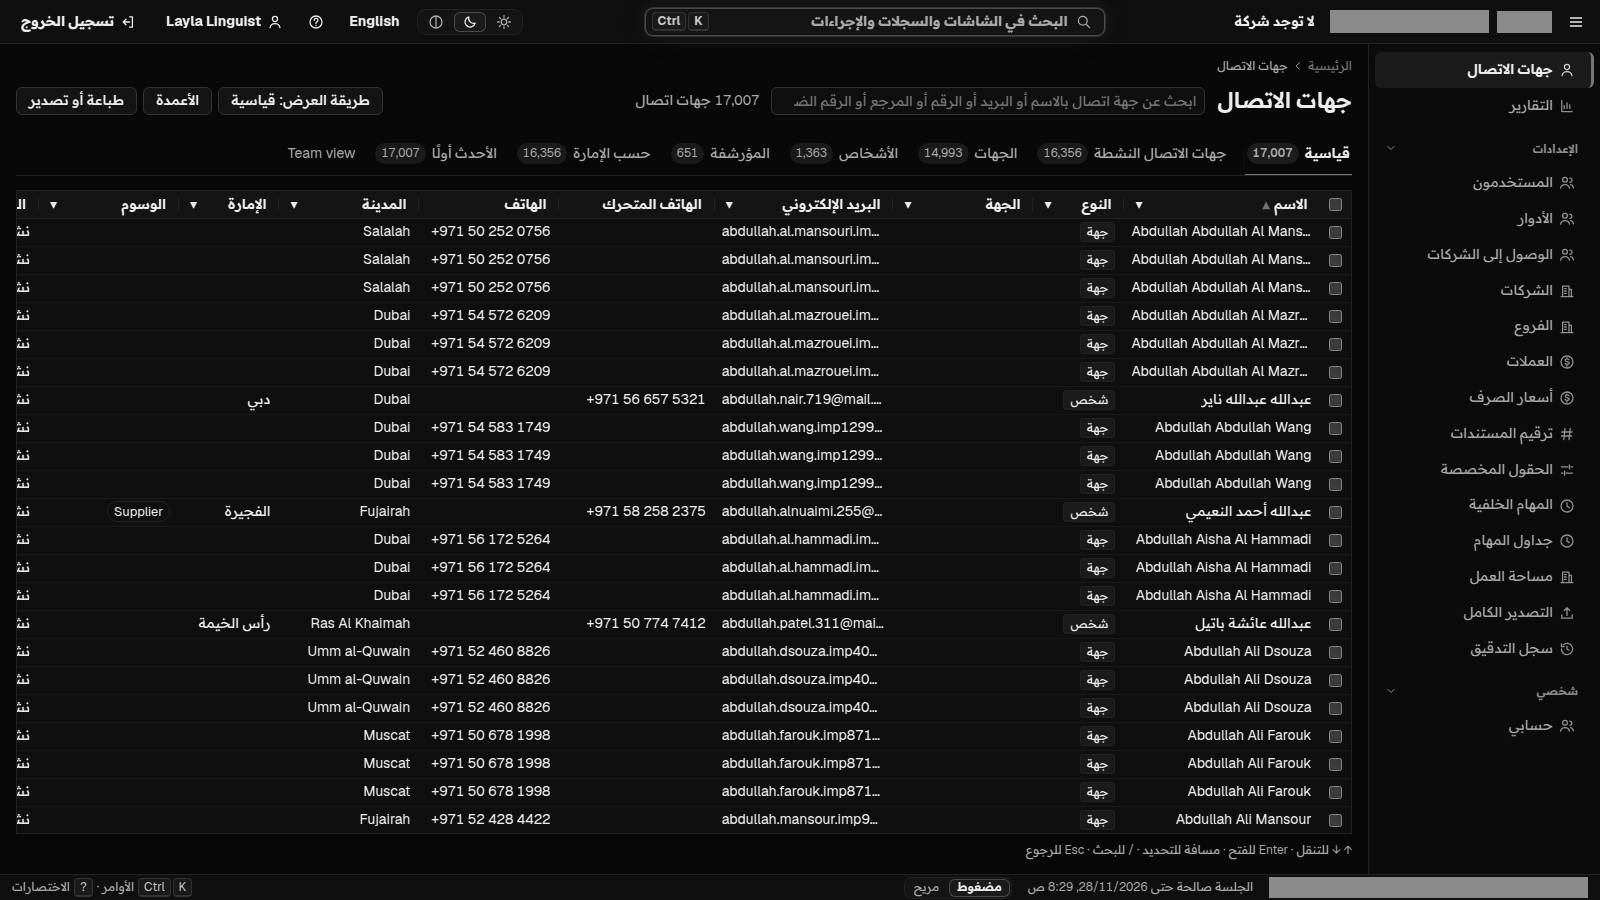 لا توجد شركة
البحث في الشاشات والسجلات والإجراءات Ctrl K
English
Layla Linguist
تسجيل الخروج
جهات الاتصال
التقارير
الإعدادات
المستخدمون
الأدوار
الوصول إلى الشركات
الشركات
الفروع
العملات
أسعار الصرف
ترقيم المستندات
الحقول المخصصة
المهام الخلفية
جداول المهام
مساحة العمل
التصدير الكامل
سجل التدقيق
شخصي
حسابي
الرئيسية › جهات الاتصال
جهات الاتصال
ابحث عن جهة اتصال بالاسم أو البريد أو الرقم أو المرجع أو الرقم
17,007 جهات اتصال
طريقة العرض: قياسية
الأعمدة
طباعة أو تصدير
قياسية 17,007 جهات الاتصال النشطة 16,356 الجهات 14,993 الأشخاص 1,363 المؤرشفة 651 حسب الإمارة 16,356 الأحدث أولًا 17,007 Team view
الاسم ▲ ▼ النوع ▼ الجهة ▼ البريد الإلكتروني ▼ الهاتف المتحرك الهاتف المدينة ▼ الإمارة ▼ الوسوم ▼
Abdullah Abdullah Al Mans… جهة abdullah.al.mansouri.im… +971 50 252 0756 Salalah
Abdullah Abdullah Al Mans… جهة abdullah.al.mansouri.im… +971 50 252 0756 Salalah
Abdullah Abdullah Al Mans… جهة abdullah.al.mansouri.im… +971 50 252 0756 Salalah
Abdullah Abdullah Al Mazr… جهة abdullah.al.mazrouei.im… +971 54 572 6209 Dubai
Abdullah Abdullah Al Mazr… جهة abdullah.al.mazrouei.im… +971 54 572 6209 Dubai
Abdullah Abdullah Al Mazr… جهة abdullah.al.mazrouei.im… +971 54 572 6209 Dubai
عبدالله عبدالله ناير شخص abdullah.nair.719@mail.… +971 56 657 5321 Dubai دبي
Abdullah Abdullah Wang جهة abdullah.wang.imp1299… +971 54 583 1749 Dubai
Abdullah Abdullah Wang جهة abdullah.wang.imp1299… +971 54 583 1749 Dubai
Abdullah Abdullah Wang جهة abdullah.wang.imp1299… +971 54 583 1749 Dubai
عبدالله أحمد النعيمي شخص abdullah.alnuaimi.255@… +971 58 258 2375 Fujairah الفجيرة Supplier
Abdullah Aisha Al Hammadi جهة abdullah.al.hammadi.im… +971 56 172 5264 Dubai
Abdullah Aisha Al Hammadi جهة abdullah.al.hammadi.im… +971 56 172 5264 Dubai
Abdullah Aisha Al Hammadi جهة abdullah.al.hammadi.im… +971 56 172 5264 Dubai
عبدالله عائشة باتيل شخص abdullah.patel.311@mai… +971 50 774 7412 Ras Al Khaimah رأس الخيمة
Abdullah Ali Dsouza جهة abdullah.dsouza.imp40… +971 52 460 8826 Umm al-Quwain
Abdullah Ali Dsouza جهة abdullah.dsouza.imp40… +971 52 460 8826 Umm al-Quwain
Abdullah Ali Dsouza جهة abdullah.dsouza.imp40… +971 52 460 8826 Umm al-Quwain
Abdullah Ali Farouk جهة abdullah.farouk.imp871… +971 50 678 1998 Muscat
Abdullah Ali Farouk جهة abdullah.farouk.imp871… +971 50 678 1998 Muscat
Abdullah Ali Farouk جهة abdullah.farouk.imp871… +971 50 678 1998 Muscat
Abdullah Ali Mansour جهة abdullah.mansour.imp9… +971 52 428 4422 Fujairah
↑↓ للتنقل · Enter للفتح · مسافة للتحديد · / للبحث · Esc للرجوع
الجلسة صالحة حتى 28/11/2026, 8:29 ص
مضغوط مريح
Ctrl K الأوامر · ? الاختصارات